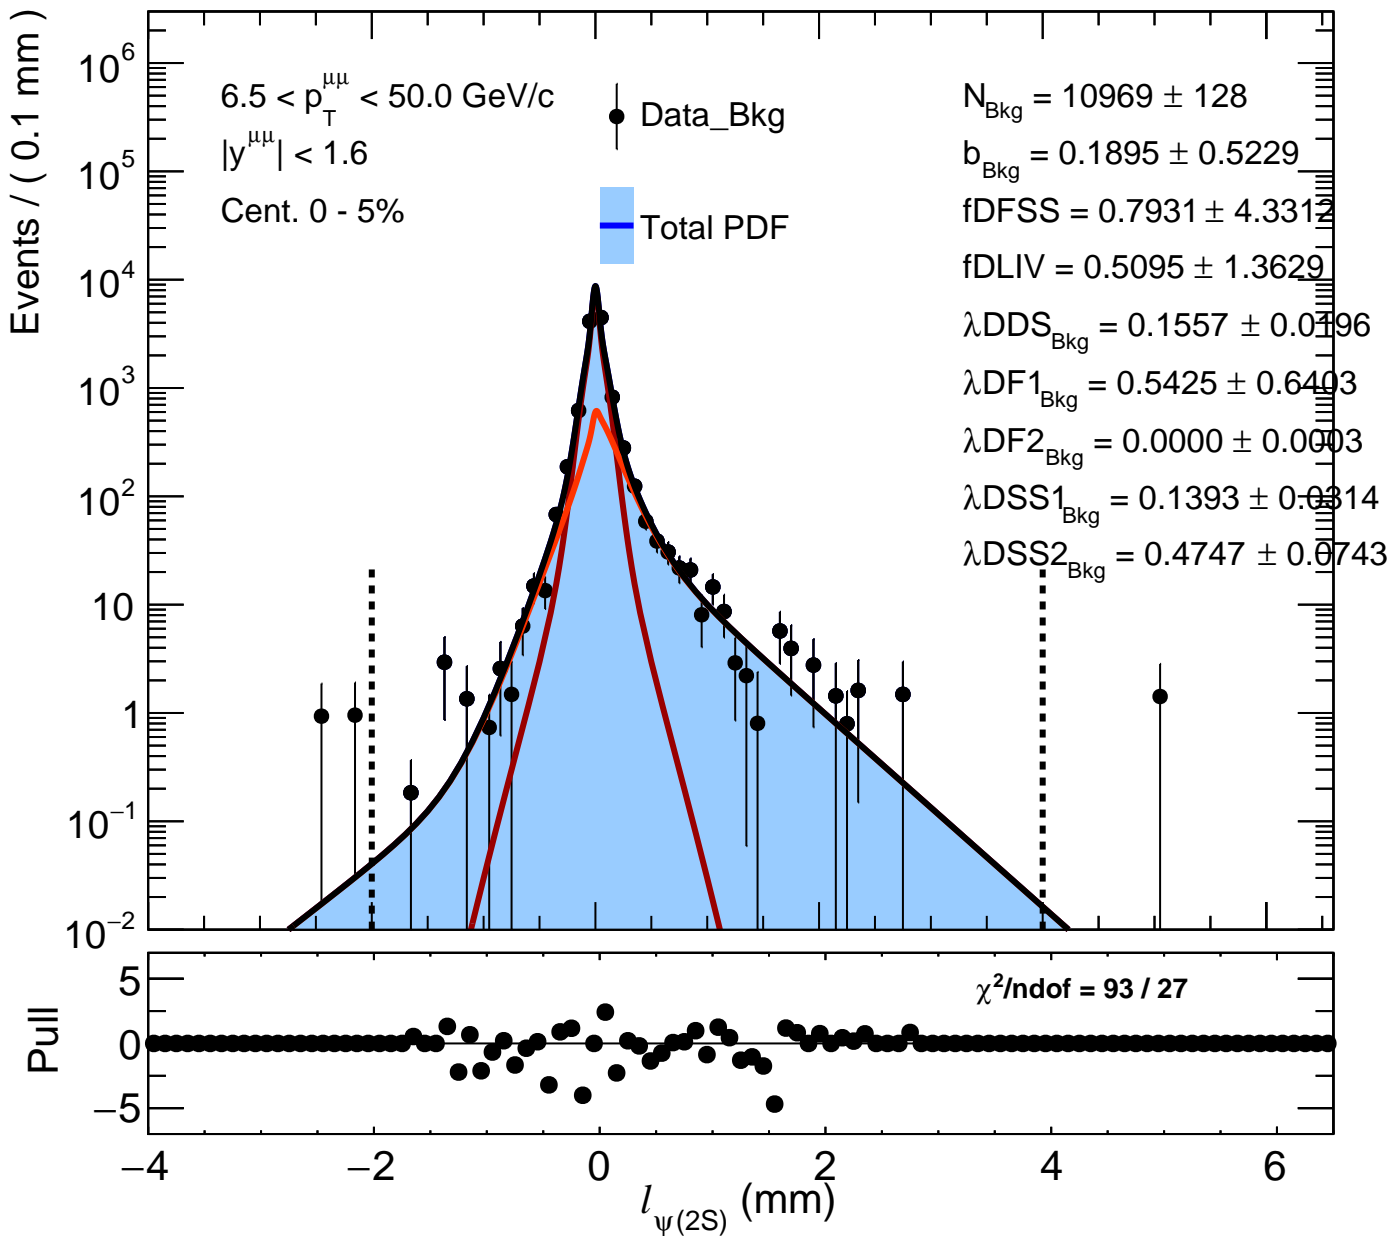 Events / ( 0.1 mm )
10^6
10^5
10^4
10^3
10^2
10
1
10^−1
10^−2
6.5 < p_T^μμ < 50.0 GeV/c
|y^μμ| < 1.6
Cent. 0 - 5%
Data_Bkg
Total PDF
N_Bkg = 10969 ± 128
b_Bkg = 0.1895 ± 0.5229
fDFSS = 0.7931 ± 4.3312
fDLIV = 0.5095 ± 1.3629
λDDS_Bkg = 0.1557 ± 0.0196
λDF1_Bkg = 0.5425 ± 0.6403
λDF2_Bkg = 0.0000 ± 0.0003
λDSS1_Bkg = 0.1393 ± 0.0314
λDSS2_Bkg = 0.4747 ± 0.0743
Pull
5
0
−5
χ²/ndof = 93 / 27
−4 −2 0 2 4 6
l_ψ(2S) (mm)